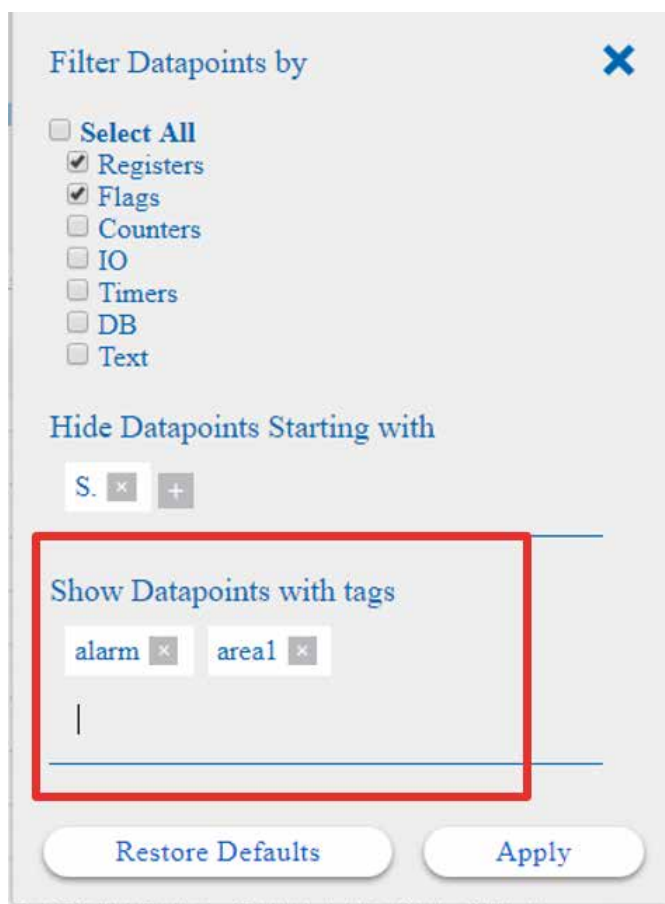 Filter Datapoints by
Select All
Registers
Flags
Counters
IO
Timers
DB
Text
Hide Datapoints Starting with
S.
Show Datapoints with tags
alarm area1
Restore Defaults Apply